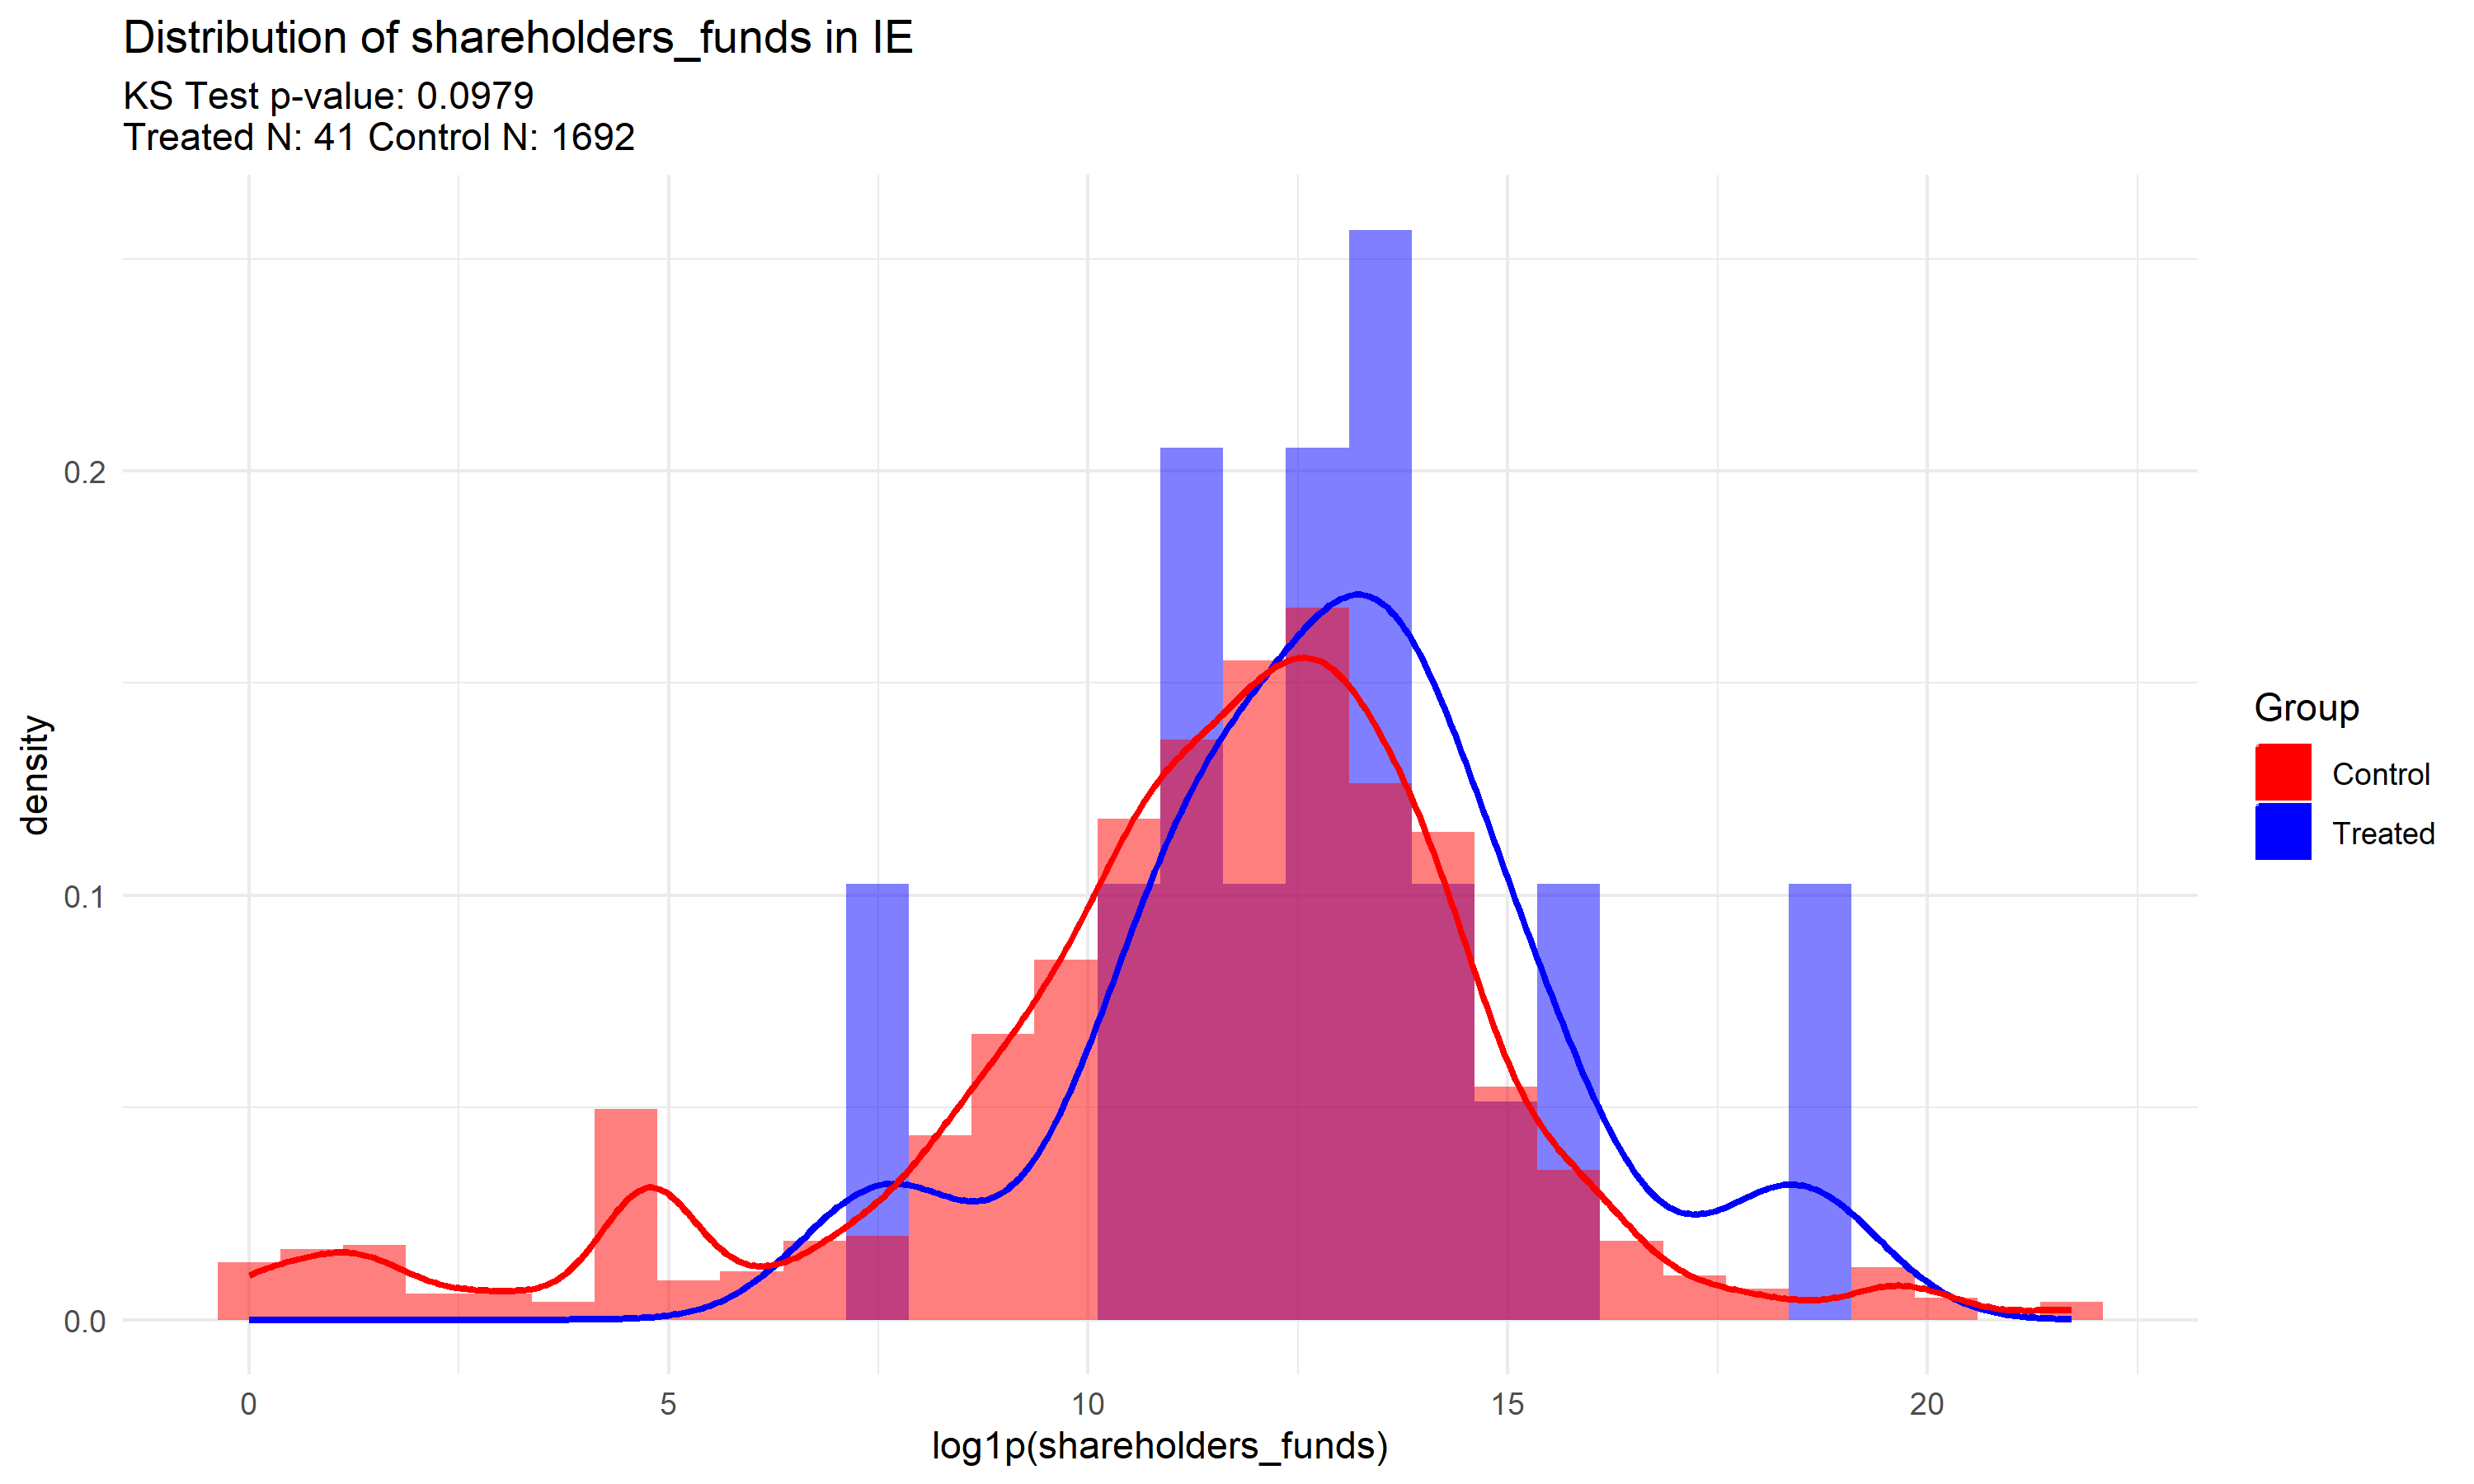 Distribution of shareholders_funds in IE
KS Test p-value: 0.0979
Treated N: 41 Control N: 1692
density
0.2
0.1
0.0
0
5
10
15
20
log1p(shareholders_funds)
Group
Control
Treated